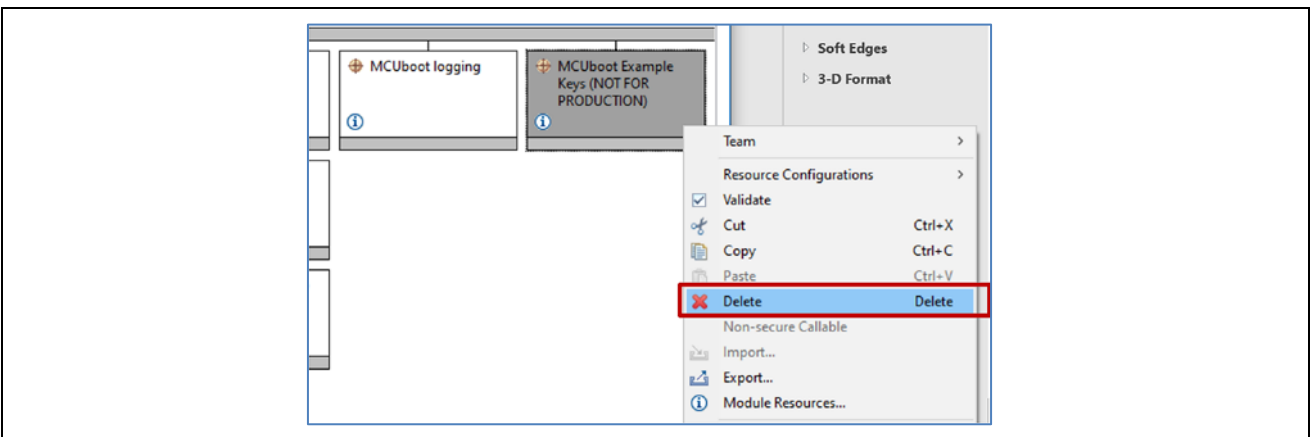 Soft Edges
3-D Format
MCUboot logging
MCUboot Example
Keys (NOT FOR
PRODUCTION)
Team
Resource Configurations
Validate
Cut Ctrl+X
Copy Ctrl+C
Paste Ctrl+V
Delete Delete
Non-secure Callable
Import...
Export...
Module Resources...